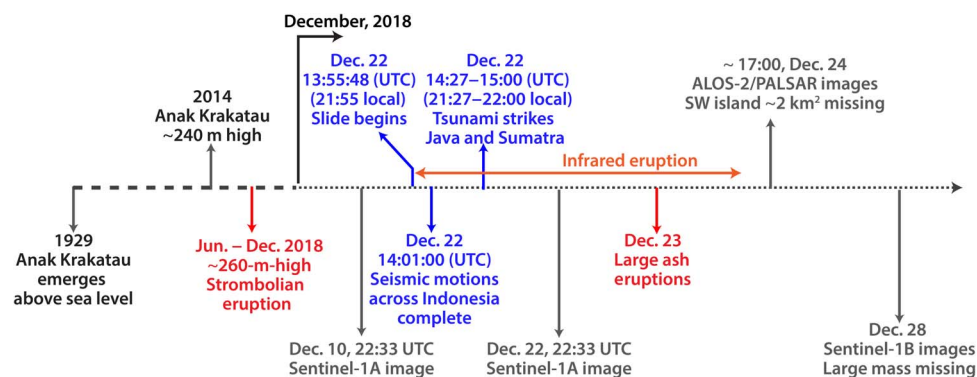 December, 2018
Dec. 22
13:55:48 (UTC)
(21:55 local)
Slide begins
Dec. 22
14:27–15:00 (UTC)
(21:27–22:00 local)
Tsunami strikes
Java and Sumatra
~ 17:00, Dec. 24
ALOS-2/PALSAR images
SW island ~2 km² missing
2014
Anak Krakatau
~240 m high
Infrared eruption
1929
Anak Krakatau
emerges
above sea level
Jun. – Dec. 2018
~260-m-high
Strombolian
eruption
Dec. 22
14:01:00 (UTC)
Seismic motions
across Indonesia
complete
Dec. 23
Large ash
eruptions
Dec. 10, 22:33 UTC
Sentinel-1A image
Dec. 22, 22:33 UTC
Sentinel-1A image
Dec. 28
Sentinel-1B images
Large mass missing